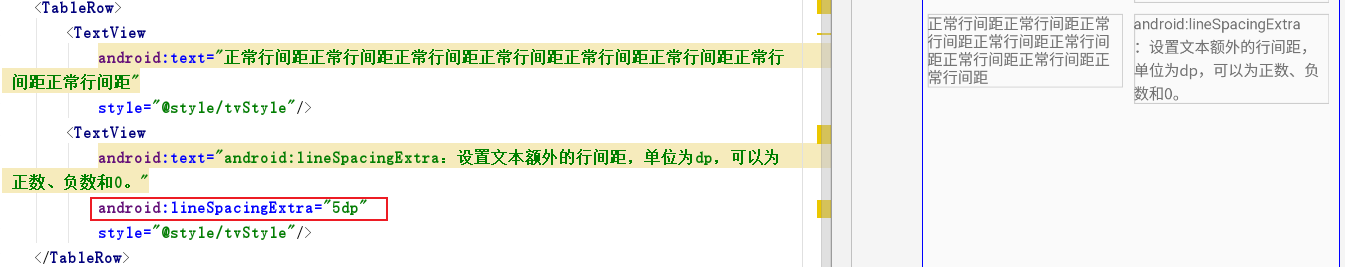 <TableRow>
<TextView
android:text="正常行间距正常行间距正常行间距正常行间距正常行间距正常行间距正常行
间距正常行间距"
style="@style/tvStyle"/>
<TextView
android:text="android:lineSpacingExtra：设置文本额外的行间距，单位为dp，可以为
正数、负数和0。"
android:lineSpacingExtra="5dp"
style="@style/tvStyle"/>
</TableRow>
正常行间距正常行间距正常
行间距正常行间距正常行间
距正常行间距正常行间距正
常行间距
android:lineSpacingExtra
：设置文本额外的行间距，
单位为dp，可以为正数、负
数和0。